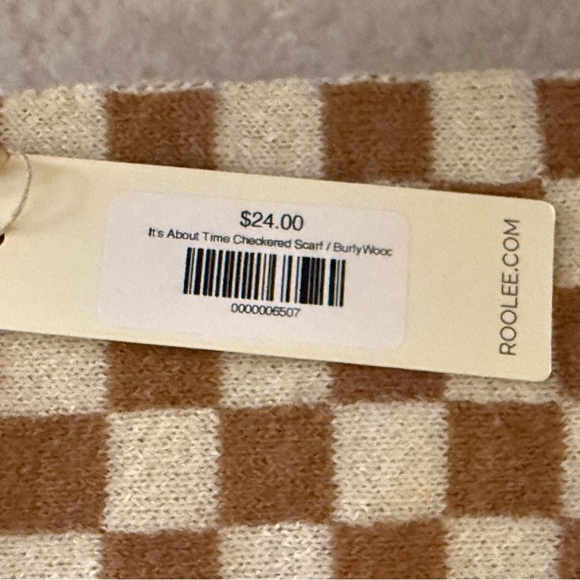 $24.00
It's About Time Checkered Scarf / BurlyWooc
0000006507
ROOLEE.COM